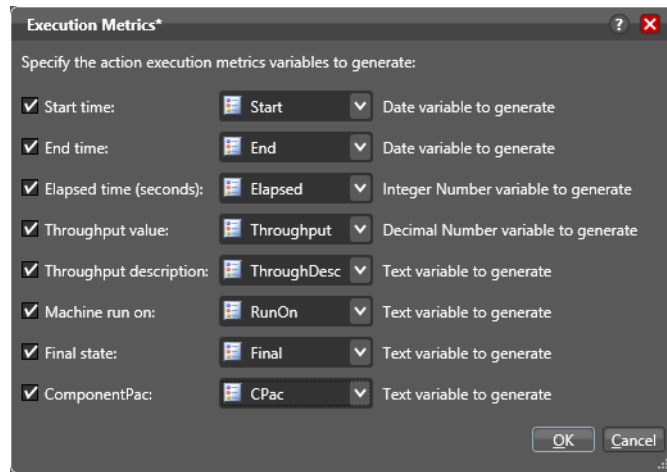 Execution Metrics*
Specify the action execution metrics variables to generate:
Start time: Start Date variable to generate
End time: End Date variable to generate
Elapsed time (seconds): Elapsed Integer Number variable to generate
Throughput value: Throughput Decimal Number variable to generate
Throughput description: ThroughDesc Text variable to generate
Machine run on: RunOn Text variable to generate
Final state: Final Text variable to generate
ComponentPac: CPac Text variable to generate
OK Cancel